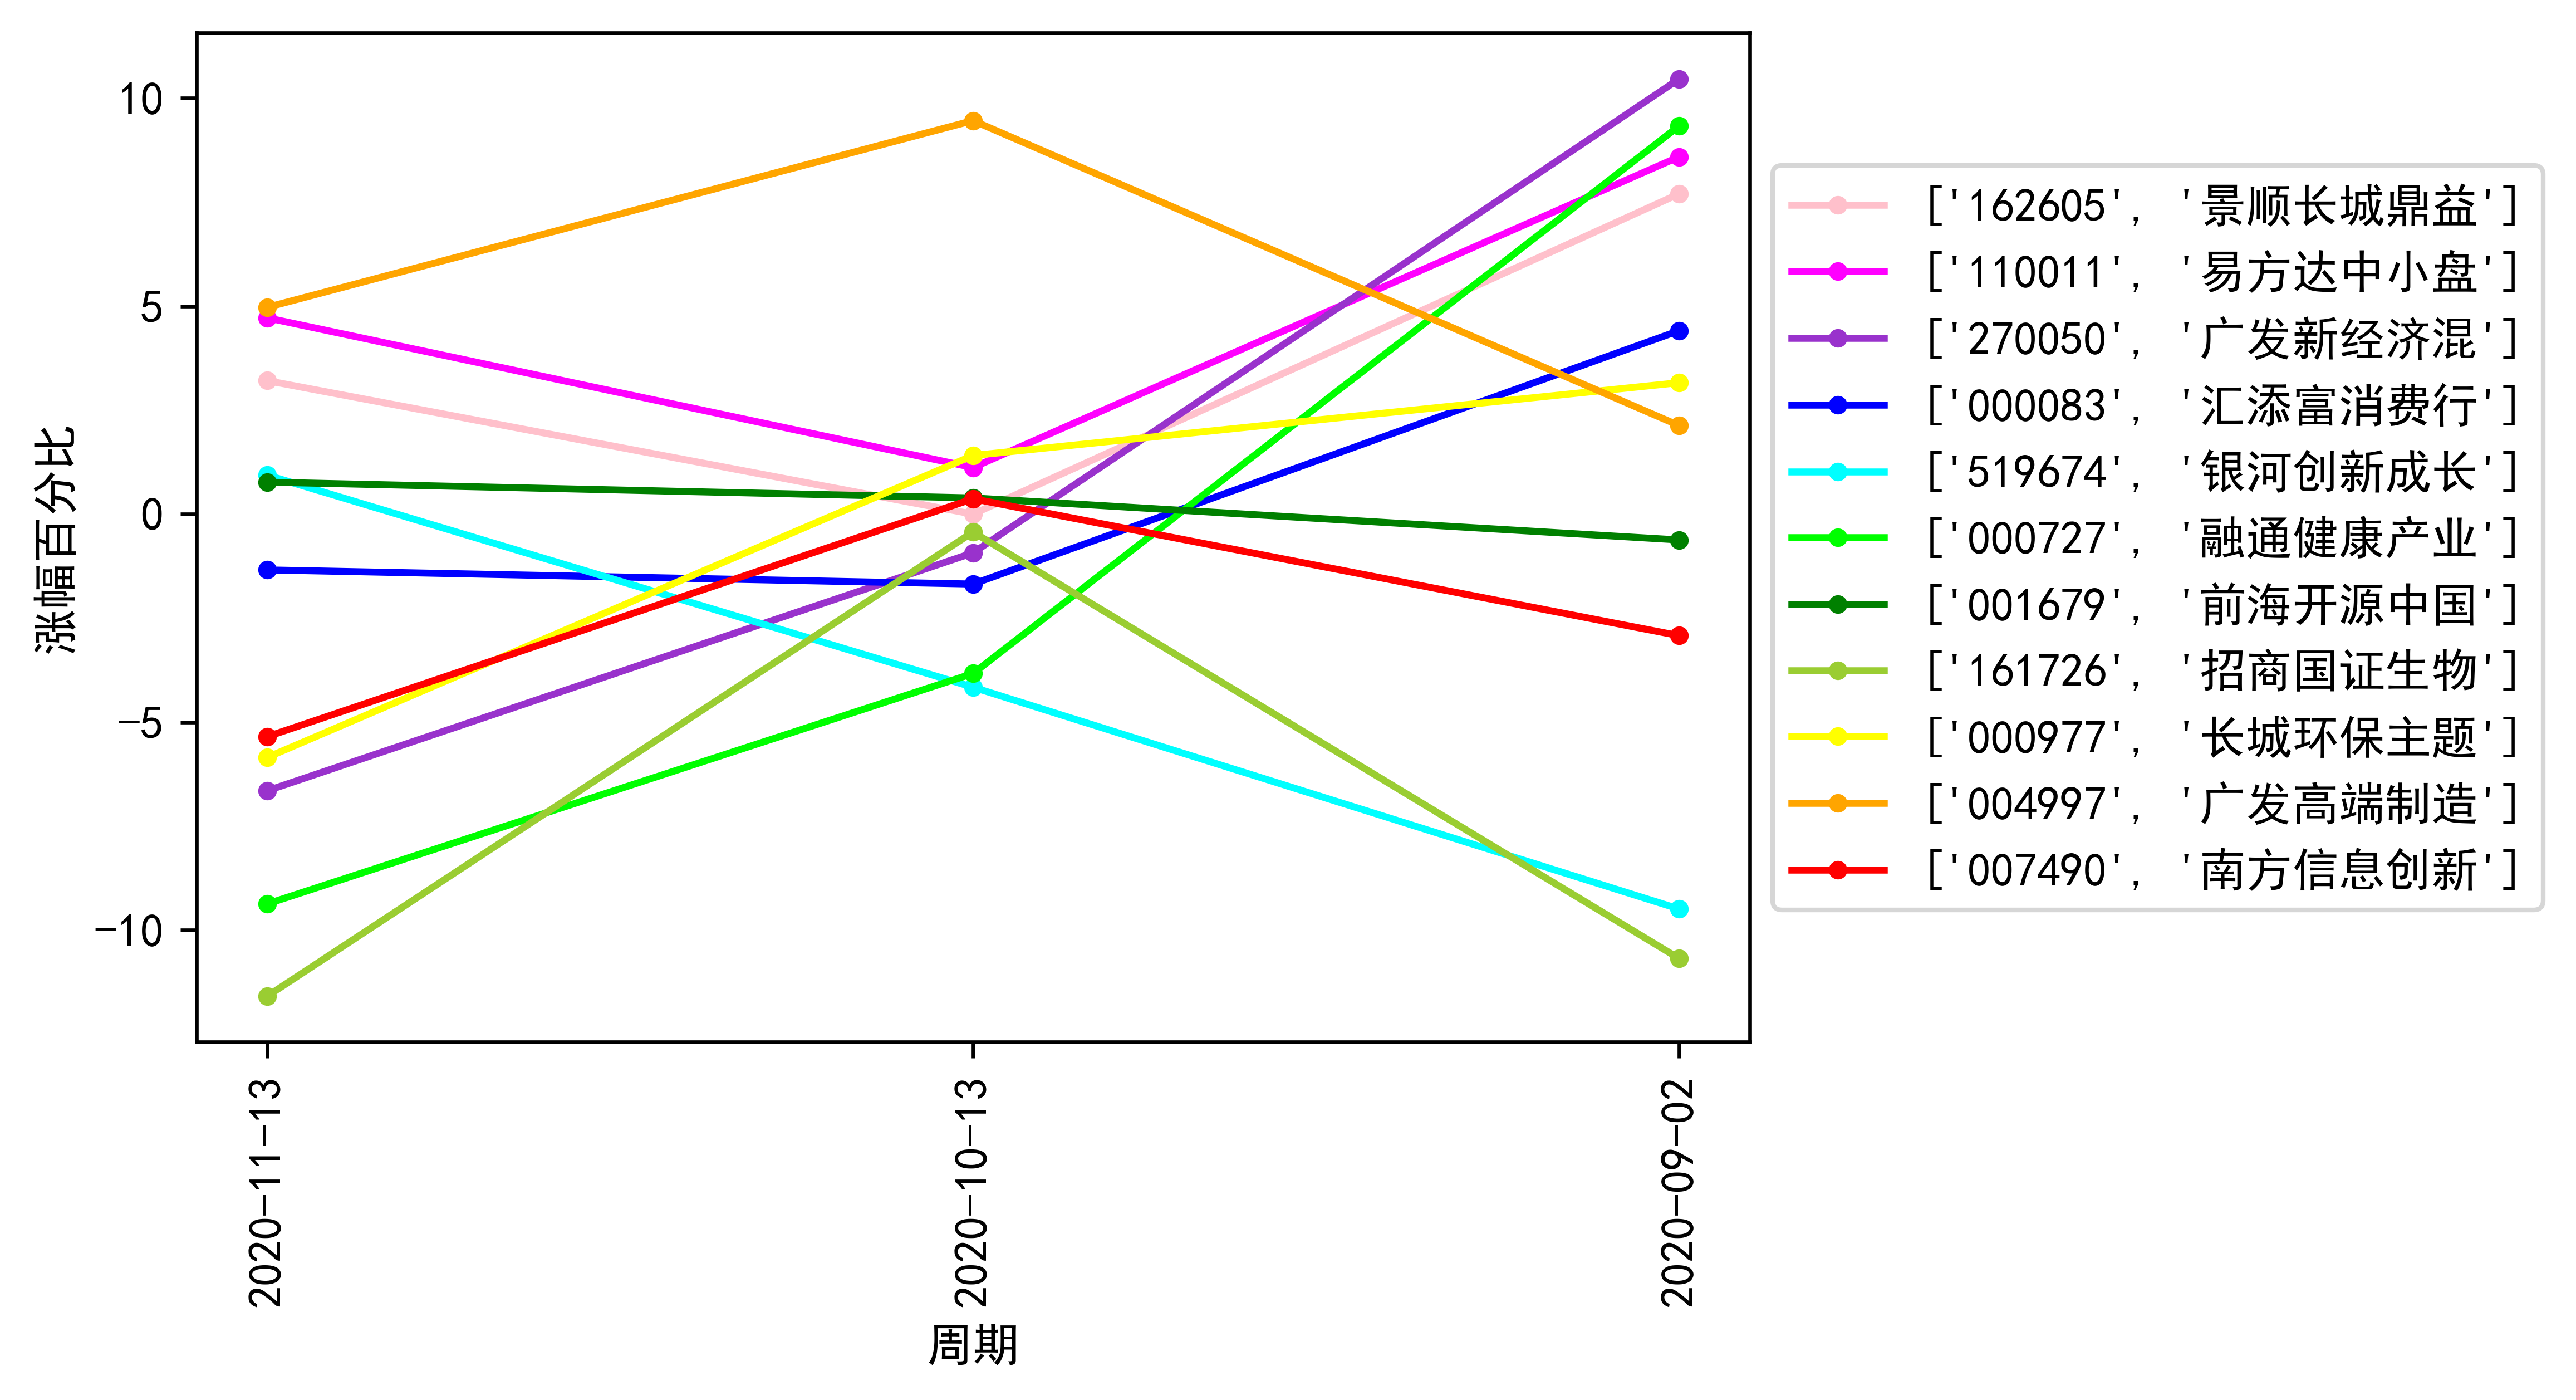 10
5
0
−5
−10
涨幅百分比
2020-11-13
2020-10-13
2020-09-02
周期
['162605', '景顺长城鼎益']
['110011', '易方达中小盘']
['270050', '广发新经济混']
['000083', '汇添富消费行']
['519674', '银河创新成长']
['000727', '融通健康产业']
['001679', '前海开源中国']
['161726', '招商国证生物']
['000977', '长城环保主题']
['004997', '广发高端制造']
['007490', '南方信息创新']